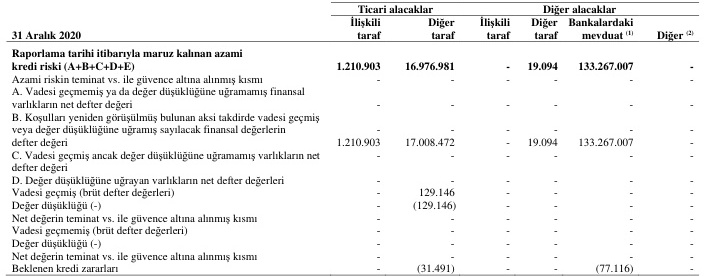 Ticari alacaklar Diğer alacaklar
İlişkili Diğer İlişkili Diğer Bankalardaki
31 Aralık 2020 taraf taraf taraf taraf mevduat (1) Diğer (2)
Raporlama tarihi itibarıyla maruz kalınan azami
kredi riski (A+B+C+D+E) 1.210.903 16.976.981 - 19.094 133.267.007 -
Azami riskin teminat vs. ile güvence altına alınmış kısmı - - - - - -
A. Vadesi geçmemiş ya da değer düşüklüğüne uğramamış finansal
varlıkların net defter değeri - - - - - -
B. Koşulları yeniden görüşülmüş bulunan aksi takdirde vadesi geçmiş
veya değer düşüklüğüne uğramış sayılacak finansal değerlerin
defter değeri 1.210.903 17.008.472 - 19.094 133.267.007 -
C. Vadesi geçmiş ancak değer düşüklüğüne uğramamış varlıkların net - - - - - -
defter değeri
D. Değer düşüklüğüne uğrayan varlıkların net defter değerleri - - - - - -
Vadesi geçmiş (brüt defter değerleri) - 129.146 - - - -
Değer düşüklüğü (-) - (129.146) - - - -
Net değerin teminat vs. ile güvence altına alınmış kısmı - - - - - -
Vadesi geçmemiş (brüt defter değerleri) - - - - - -
Değer düşüklüğü (-) - - - - - -
Net değerin teminat vs. ile güvence altına alınmış kısmı - - - - - -
Beklenen kredi zararları - (31.491) - - (77.116) -